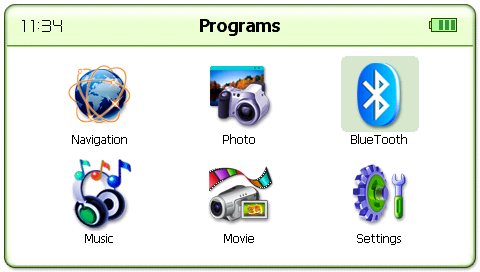 11:34 Programs
Navigation Photo BlueTooth
Music Movie Settings